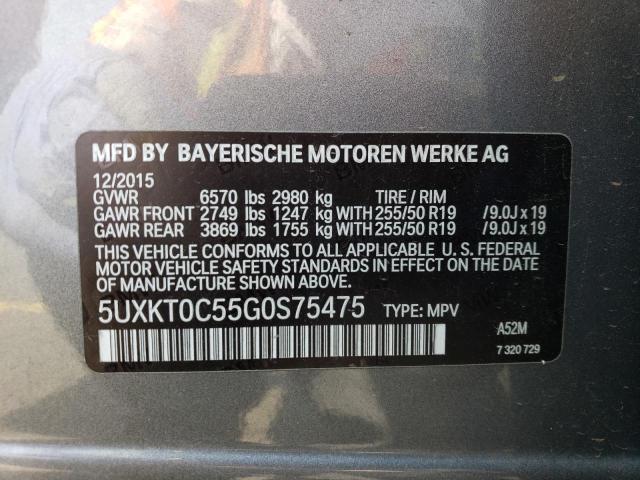 MFD BY BAYERISCHE MOTOREN WERKE AG
12/2015
GVWR 6570 lbs 2980 kg TIRE / RIM
GAWR FRONT 2749 lbs 1247 kg WITH 255/50 R19 /9.0J x 19
GAWR REAR 3869 lbs 1755 kg WITH 255/50 R19 /9.0J x 19
THIS VEHICLE CONFORMS TO ALL APPLICABLE U. S. FEDERAL
MOTOR VEHICLE SAFETY STANDARDS IN EFFECT ON THE DATE
OF MANUFACTURE SHOWN ABOVE.
5UXKT0C55G0S75475 TYPE: MPV
A52M
7 320 729